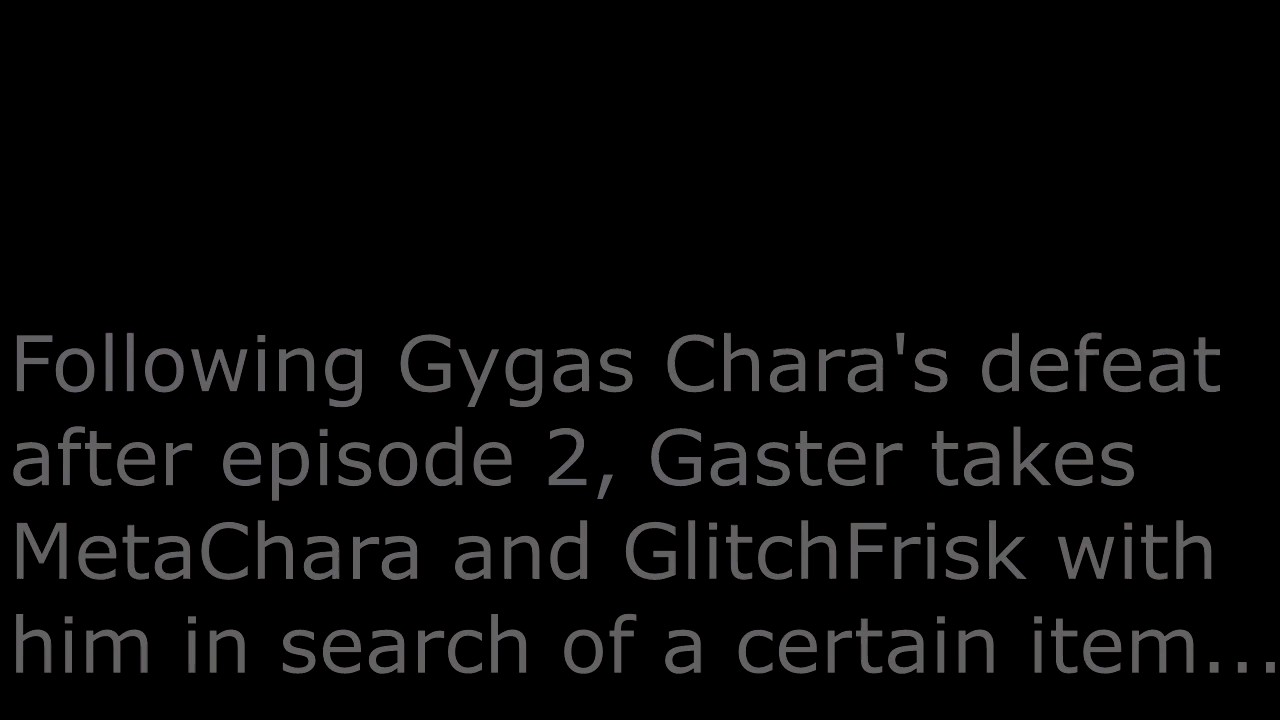 Following Gygas Chara's defeat
after episode 2, Gaster takes
MetaChara and GlitchFrisk with
him in search of a certain item...